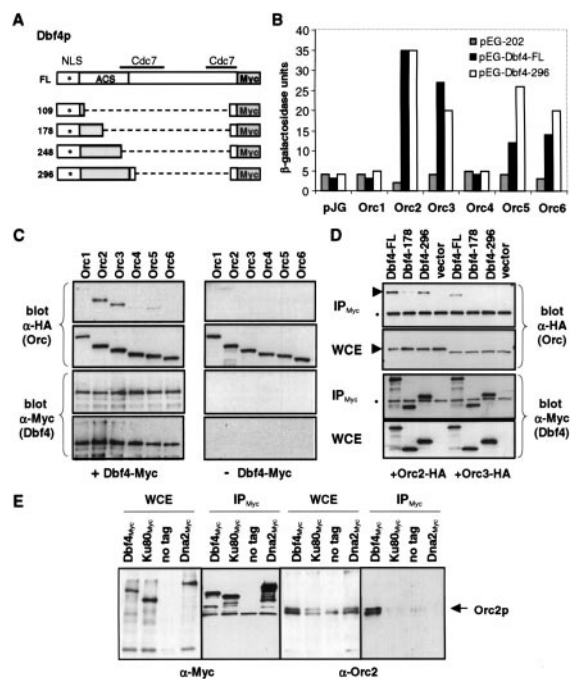 A
Dbf4p
NLS Cdc7 Cdc7
FL * ACS Myc
109 * Myc
178 * Myc
248 * Myc
296 * Myc
B
β-galactosidase units
40
35
30
25
20
15
10
5
0
pEG-202
pEG-Dbf4-FL
pEG-Dbf4-296
pJG Orc1 Orc2 Orc3 Orc4 Orc5 Orc6
C
Orc1 Orc2 Orc3 Orc4 Orc5 Orc6 Orc1 Orc2 Orc3 Orc4 Orc5 Orc6
blot
α-HA
(Orc)
blot
α-Myc
(Dbf4)
+ Dbf4-Myc - Dbf4-Myc
D
Dbf4-FL Dbf4-178 Dbf4-296 vector Dbf4-FL Dbf4-178 Dbf4-296 vector
IPMyc
WCE
IPMyc
WCE
blot
α-HA
(Orc)
blot
α-Myc
(Dbf4)
+Orc2-HA +Orc3-HA
E
WCE IPMyc WCE IPMyc
Dbf4Myc Ku80Myc no tag Dna2Myc Dbf4Myc Ku80Myc no tag Dna2Myc Dbf4Myc Ku80Myc no tag Dna2Myc Dbf4Myc Ku80Myc no tag Dna2Myc
Orc2p
α-Myc α-Orc2